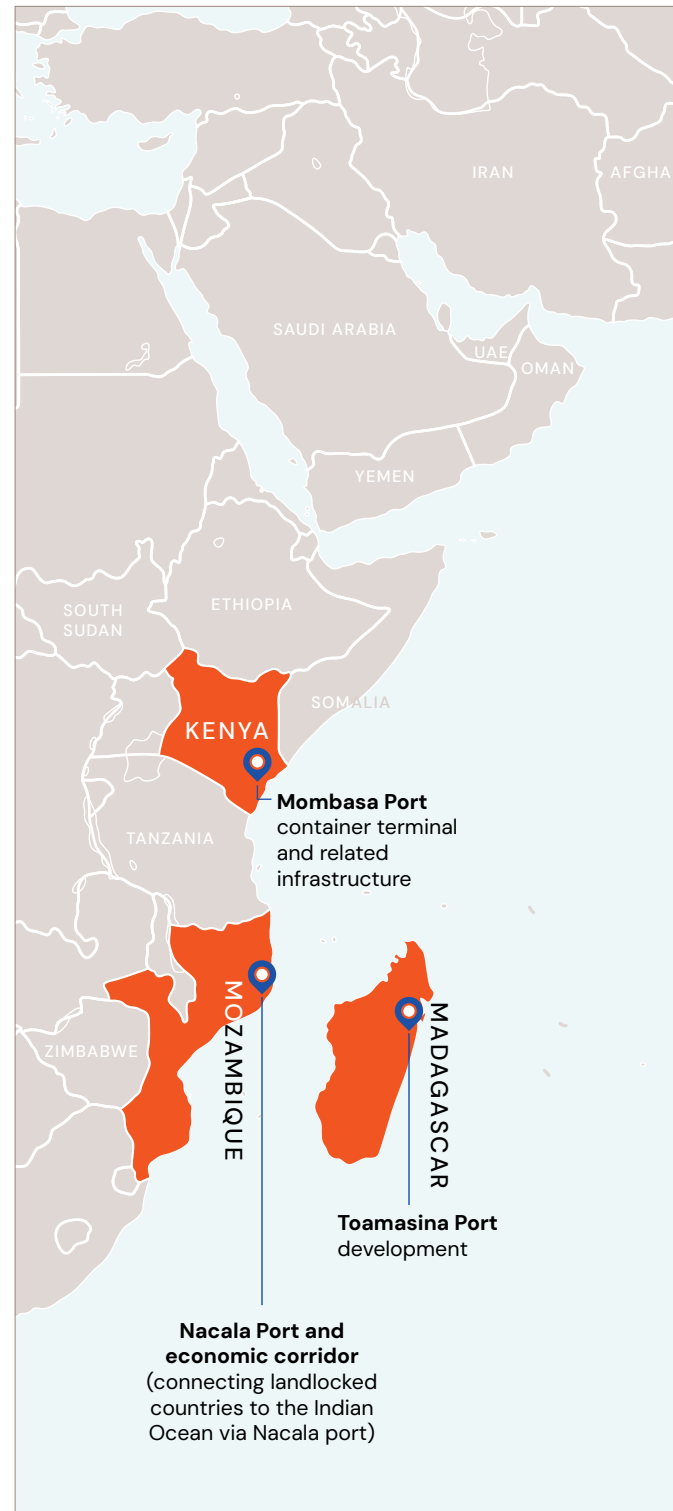 IRAN
AFGHA
SAUDI ARABIA
UAE
OMAN
YEMEN
SOUTH
SUDAN
ETHIOPIA
SOMALIA
KENYA
Mombasa Port
container terminal
and related
infrastructure
TANZANIA
MOZAMBIQUE
MADAGASCAR
ZIMBABWE
Toamasina Port
development
Nacala Port and
economic corridor
(connecting landlocked
countries to the Indian
Ocean via Nacala port)